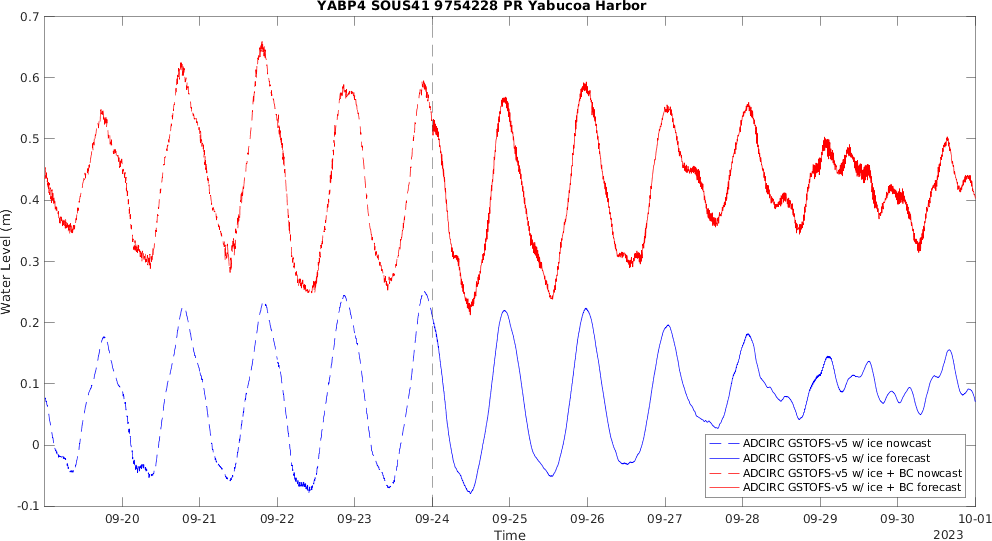 YABP4 SOUS41 9754228 PR Yabucoa Harbor
0.7
0.6
0.5
0.4
0.3
0.2
0.1
0
-0.1
Water Level (m)
ADCIRC GSTOFS-v5 w/ ice nowcast
ADCIRC GSTOFS-v5 w/ ice forecast
ADCIRC GSTOFS-v5 w/ ice + BC nowcast
ADCIRC GSTOFS-v5 w/ ice + BC forecast
09-20 09-21 09-22 09-23 09-24 09-25 09-26 09-27 09-28 09-29 09-30 10-01
Time
2023